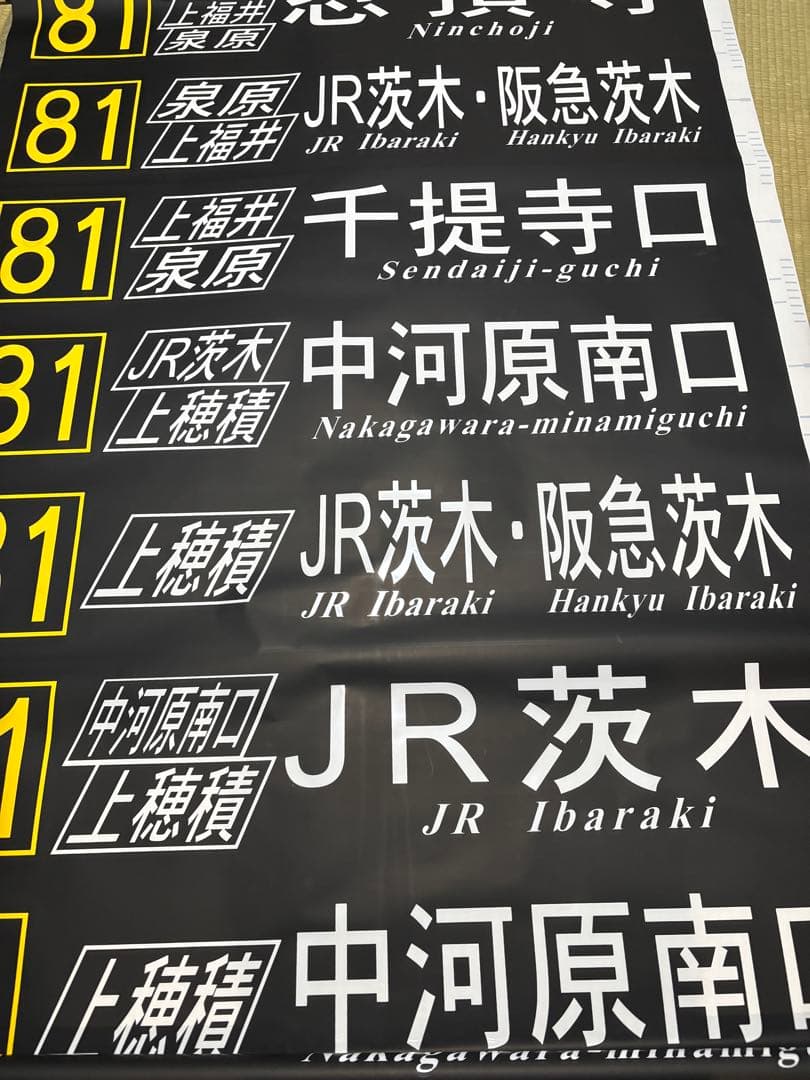 81 上福井 泉原
Ninchoji
81 泉原 上福井 JR茨木・阪急茨木
JR Ibaraki Hankyu Ibaraki
81 上福井 泉原 千提寺口
Sendaiji-guchi
81 JR茨木 上穂積 中河原南口
Nakagawara-minamiguchi
81 上穂積 JR茨木・阪急茨木
JR Ibaraki Hankyu Ibaraki
1 中河原南口 上穂積 JR茨木
JR Ibaraki
上穂積 中河原南口
Nakagawara-minamig